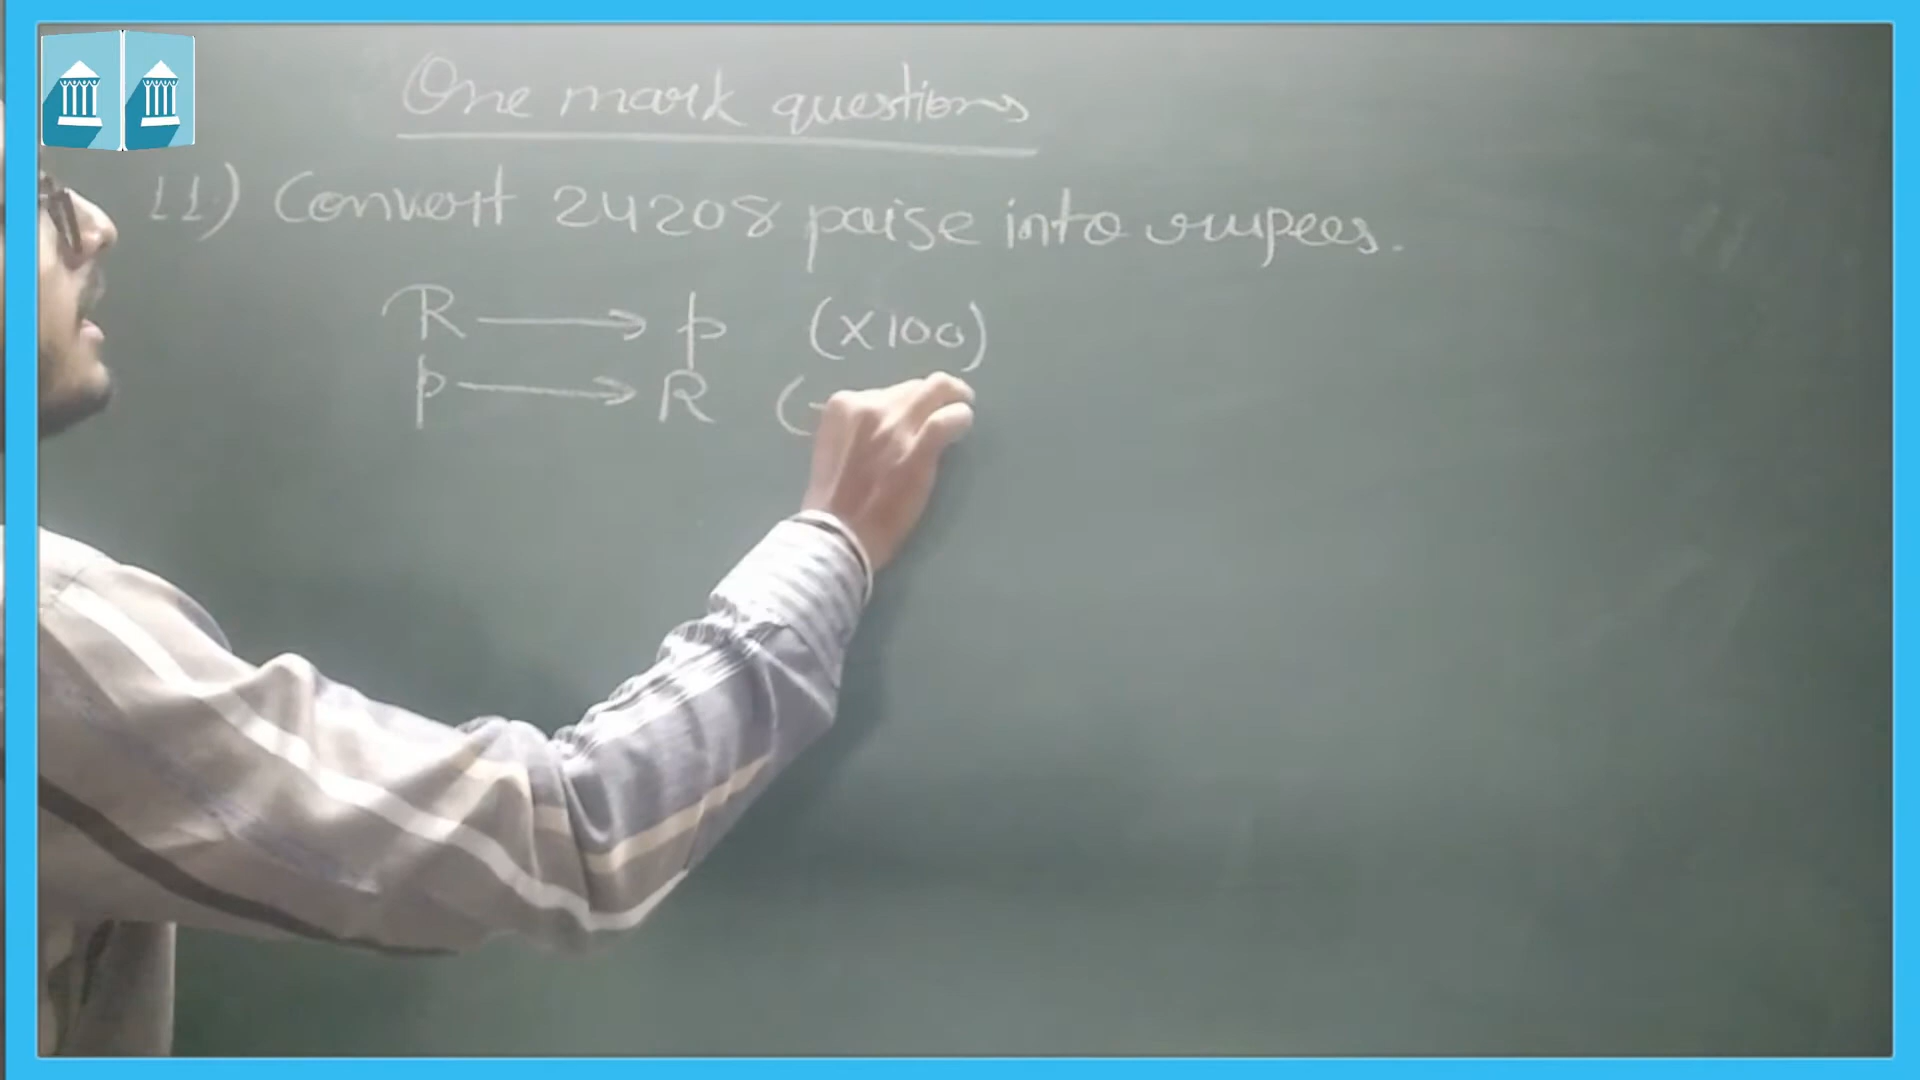 One mark questions
11) Convert 24208 paise into rupees.
R → p (×100)
p → R (